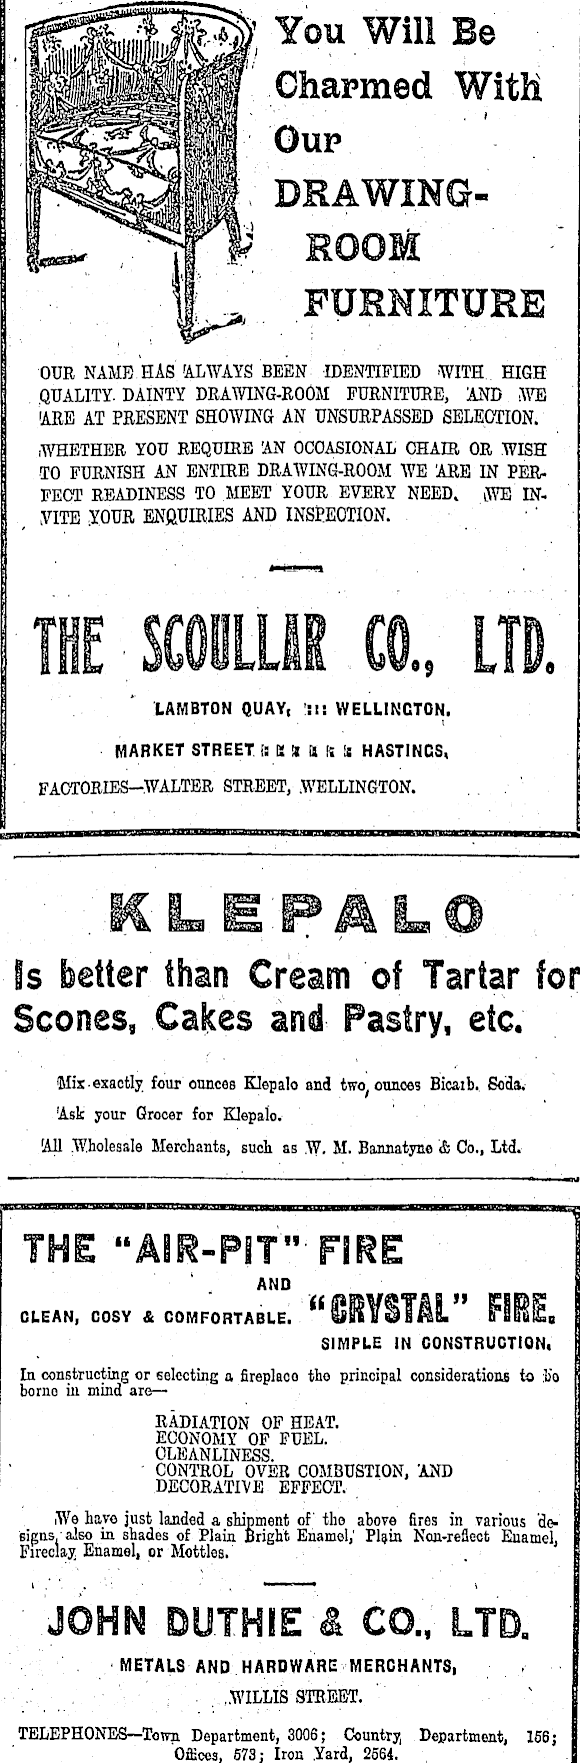 You Will Be
Charmed With
Our
DRAWING-
ROOM
FURNITURE
OUR NAME HAS ALWAYS BEEN IDENTIFIED WITH HIGH
QUALITY DAINTY DRAWING-ROOM FURNITURE, AND WE
ARE AT PRESENT SHOWING AN UNSURPASSED SELECTION.
WHETHER YOU REQUIRE AN OCCASIONAL CHAIR OR WISH
TO FURNISH AN ENTIRE DRAWING-ROOM WE ARE IN PER-
FECT READINESS TO MEET YOUR EVERY NEED. WE IN-
VITE YOUR ENQUIRIES AND INSPECTION.
THE SCOULLAR CO., LTD.
LAMBTON QUAY, :::: WELLINGTON.
MARKET STREET :: :: :: :: :: :: HASTINGS,
FACTORIES—WALTER STREET, WELLINGTON.
KLEPALO
Is better than Cream of Tartar for
Scones, Cakes and Pastry, etc.
Mix exactly four ounces Klepalo and two ounces Bicarb. Soda.
Ask your Grocer for Klepalo.
All Wholesale Merchants, such as W. M. Bannatyne & Co., Ltd.
THE "AIR-PIT" FIRE
AND
CLEAN, COSY & COMFORTABLE. "CRYSTAL" FIRE.
SIMPLE IN CONSTRUCTION.
In constructing or selecting a fireplace the principal considerations to be
borne in mind are—
RADIATION OF HEAT.
ECONOMY OF FUEL.
CLEANLINESS.
CONTROL OVER COMBUSTION, AND
DECORATIVE EFFECT.
We have just landed a shipment of the above fires in various de-
signs, also in shades of Plain Bright Enamel, Plain Non-reflect Enamel,
Fireclay Enamel, or Mottles.
JOHN DUTHIE & CO., LTD.
METALS AND HARDWARE MERCHANTS,
WILLIS STREET.
TELEPHONES—Town Department, 3006; Country Department, 156;
Offices, 573; Iron Yard, 2564.